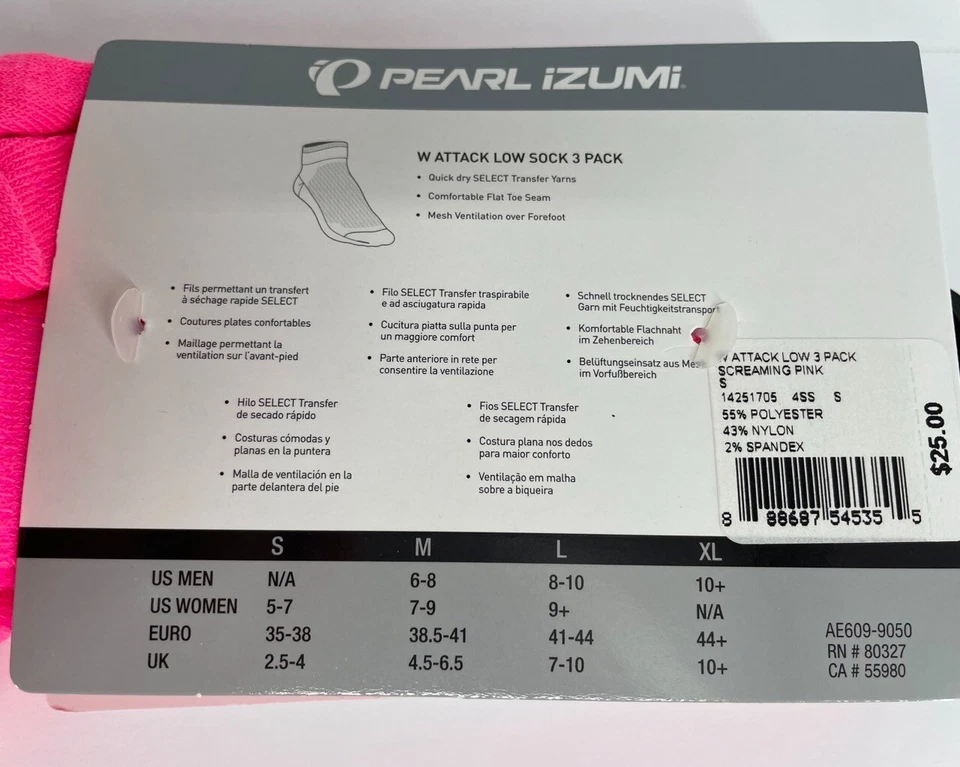 PEARL iZUMi
W ATTACK LOW SOCK 3 PACK
• Quick dry SELECT Transfer Yarns
• Comfortable Flat Toe Seam
• Mesh Ventilation over Forefoot
• Fils permettant un transfert
à séchage rapide SELECT
• Coutures plates confortables
• Maillage permettant la
ventilation sur l'avant-pied
• Filo SELECT Transfer traspirabile
e ad asciugatura rapida
• Cucitura piatta sulla punta per
un maggiore comfort
• Parte anteriore in rete per
consentire la ventilazione
• Schnell trocknendes SELECT
Garn mit Feuchtigkeitstransport
• Komfortable Flachnaht
im Zehenbereich
• Belüftungseinsatz aus
im Vorfußbereich
• Hilo SELECT Transfer
de secado rápido
• Costuras cómodas y
planas en la puntera
• Malla de ventilación en la
parte delantera del pie
• Fios SELECT Transfer
de secagem rápida
• Costura plana nos dedos
para maior conforto
• Ventilação em malha
sobre a biqueira
W ATTACK LOW 3 PACK
SCREAMING PINK
S
14251705 4SS S
55% POLYESTER
43% NYLON
2% SPANDEX
8 88687 54535 5
$25.00
S M L XL
US MEN N/A 6-8 8-10 10+
US WOMEN 5-7 7-9 9+ N/A
EURO 35-38 38.5-41 41-44 44+
UK 2.5-4 4.5-6.5 7-10 10+
AE609-9050
RN # 80327
CA # 55980